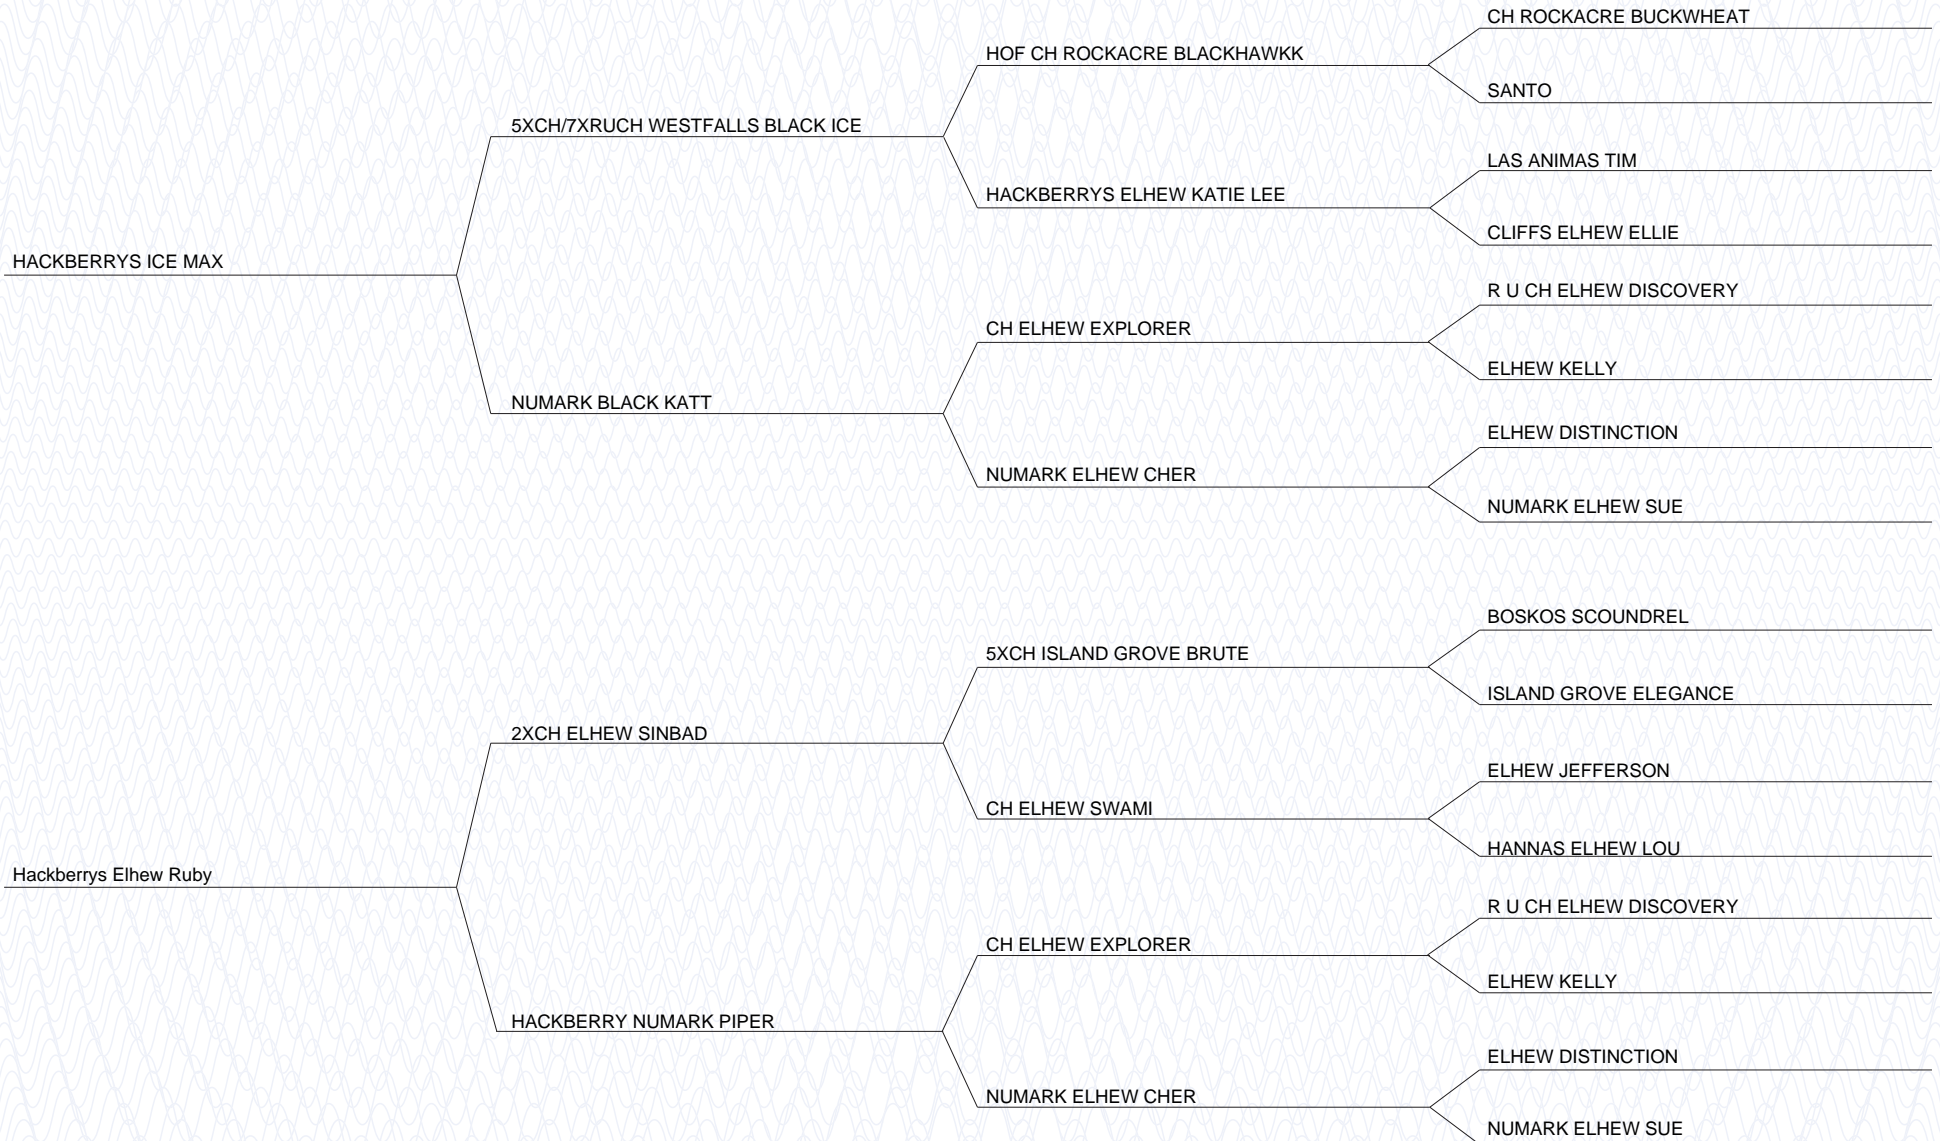 CH ROCKACRE BUCKWHEAT
HOF CH ROCKACRE BLACKHAWKK
SANTO
5XCH/7XRUCH WESTFALLS BLACK ICE
LAS ANIMAS TIM
HACKBERRYS ELHEW KATIE LEE
CLIFFS ELHEW ELLIE
HACKBERRYS ICE MAX
R U CH ELHEW DISCOVERY
CH ELHEW EXPLORER
ELHEW KELLY
NUMARK BLACK KATT
ELHEW DISTINCTION
NUMARK ELHEW CHER
NUMARK ELHEW SUE
BOSKOS SCOUNDREL
5XCH ISLAND GROVE BRUTE
ISLAND GROVE ELEGANCE
2XCH ELHEW SINBAD
ELHEW JEFFERSON
CH ELHEW SWAMI
HANNAS ELHEW LOU
Hackberrys Elhew Ruby
R U CH ELHEW DISCOVERY
CH ELHEW EXPLORER
ELHEW KELLY
HACKBERRY NUMARK PIPER
ELHEW DISTINCTION
NUMARK ELHEW CHER
NUMARK ELHEW SUE